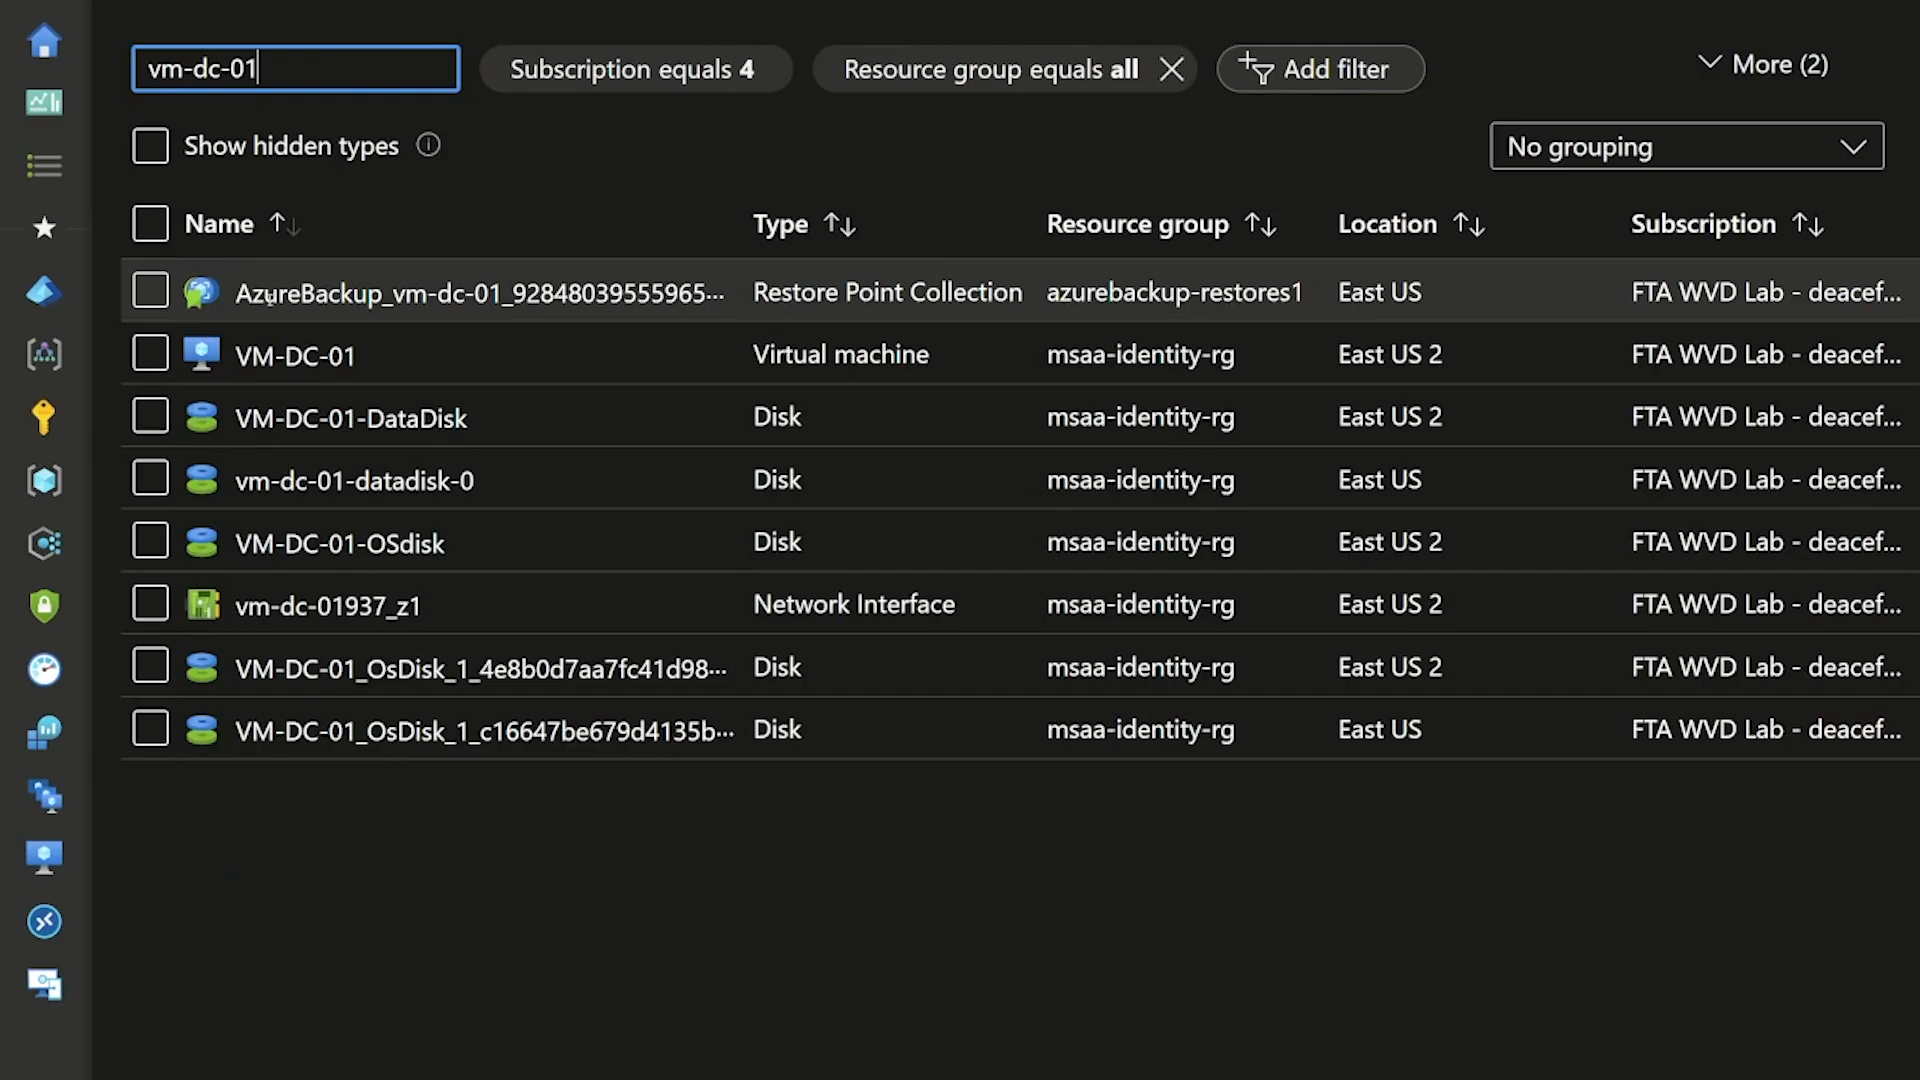 vm-dc-01 Subscription equals 4 Resource group equals all Add filter More (2)
Show hidden types No grouping
Name Type Resource group Location Subscription
AzureBackup_vm-dc-01_92848039555965... Restore Point Collection azurebackup-restores1 East US FTA WVD Lab - deacef...
VM-DC-01 Virtual machine msaa-identity-rg East US 2 FTA WVD Lab - deacef...
VM-DC-01-DataDisk Disk msaa-identity-rg East US 2 FTA WVD Lab - deacef...
vm-dc-01-datadisk-0 Disk msaa-identity-rg East US FTA WVD Lab - deacef...
VM-DC-01-OSdisk Disk msaa-identity-rg East US 2 FTA WVD Lab - deacef...
vm-dc-01937_z1 Network Interface msaa-identity-rg East US 2 FTA WVD Lab - deacef...
VM-DC-01_OsDisk_1_4e8b0d7aa7fc41d98... Disk msaa-identity-rg East US 2 FTA WVD Lab - deacef...
VM-DC-01_OsDisk_1_c16647be679d4135b... Disk msaa-identity-rg East US FTA WVD Lab - deacef...